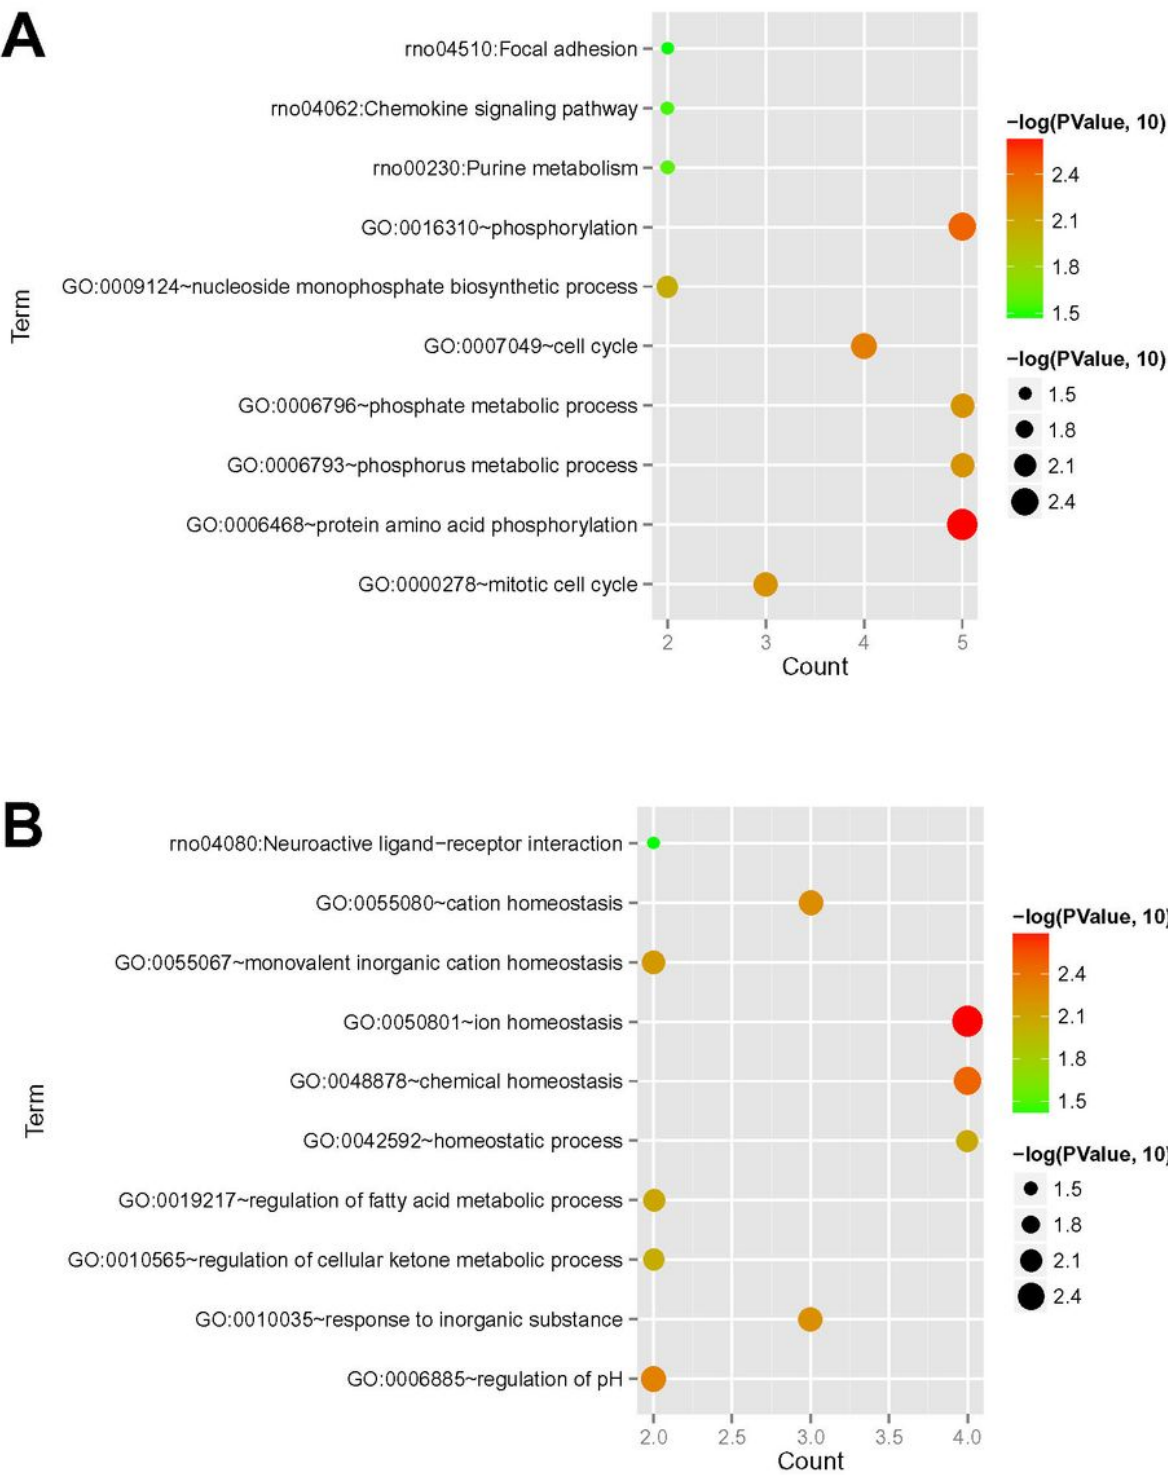 A
rno04510:Focal adhesion
rno04062:Chemokine signaling pathway
rno00230:Purine metabolism
GO:0016310~phosphorylation
GO:0009124~nucleoside monophosphate biosynthetic process
GO:0007049~cell cycle
GO:0006796~phosphate metabolic process
GO:0006793~phosphorus metabolic process
GO:0006468~protein amino acid phosphorylation
GO:0000278~mitotic cell cycle
Term
2 3 4 5
Count
−log(PValue, 10)
2.4
2.1
1.8
1.5
−log(PValue, 10)
1.5
1.8
2.1
2.4
B
rno04080:Neuroactive ligand−receptor interaction
GO:0055080~cation homeostasis
GO:0055067~monovalent inorganic cation homeostasis
GO:0050801~ion homeostasis
GO:0048878~chemical homeostasis
GO:0042592~homeostatic process
GO:0019217~regulation of fatty acid metabolic process
GO:0010565~regulation of cellular ketone metabolic process
GO:0010035~response to inorganic substance
GO:0006885~regulation of pH
Term
2.0 2.5 3.0 3.5 4.0
Count
−log(PValue, 10)
2.4
2.1
1.8
1.5
−log(PValue, 10)
1.5
1.8
2.1
2.4